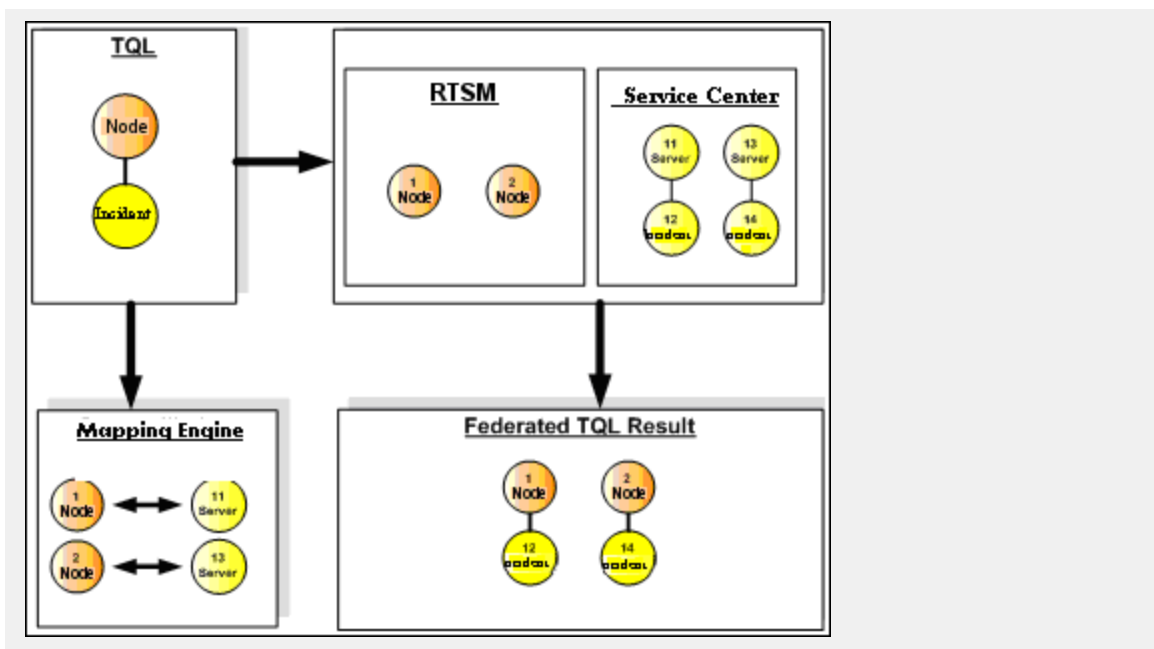 TQL
Node
Incident
RTSM
1
Node
2
Node
Service Center
11
Server
13
Server
12
14
Mapping Engine
1
Node
11
Server
2
Node
13
Server
Federated TQL Result
1
Node
2
Node
12
14